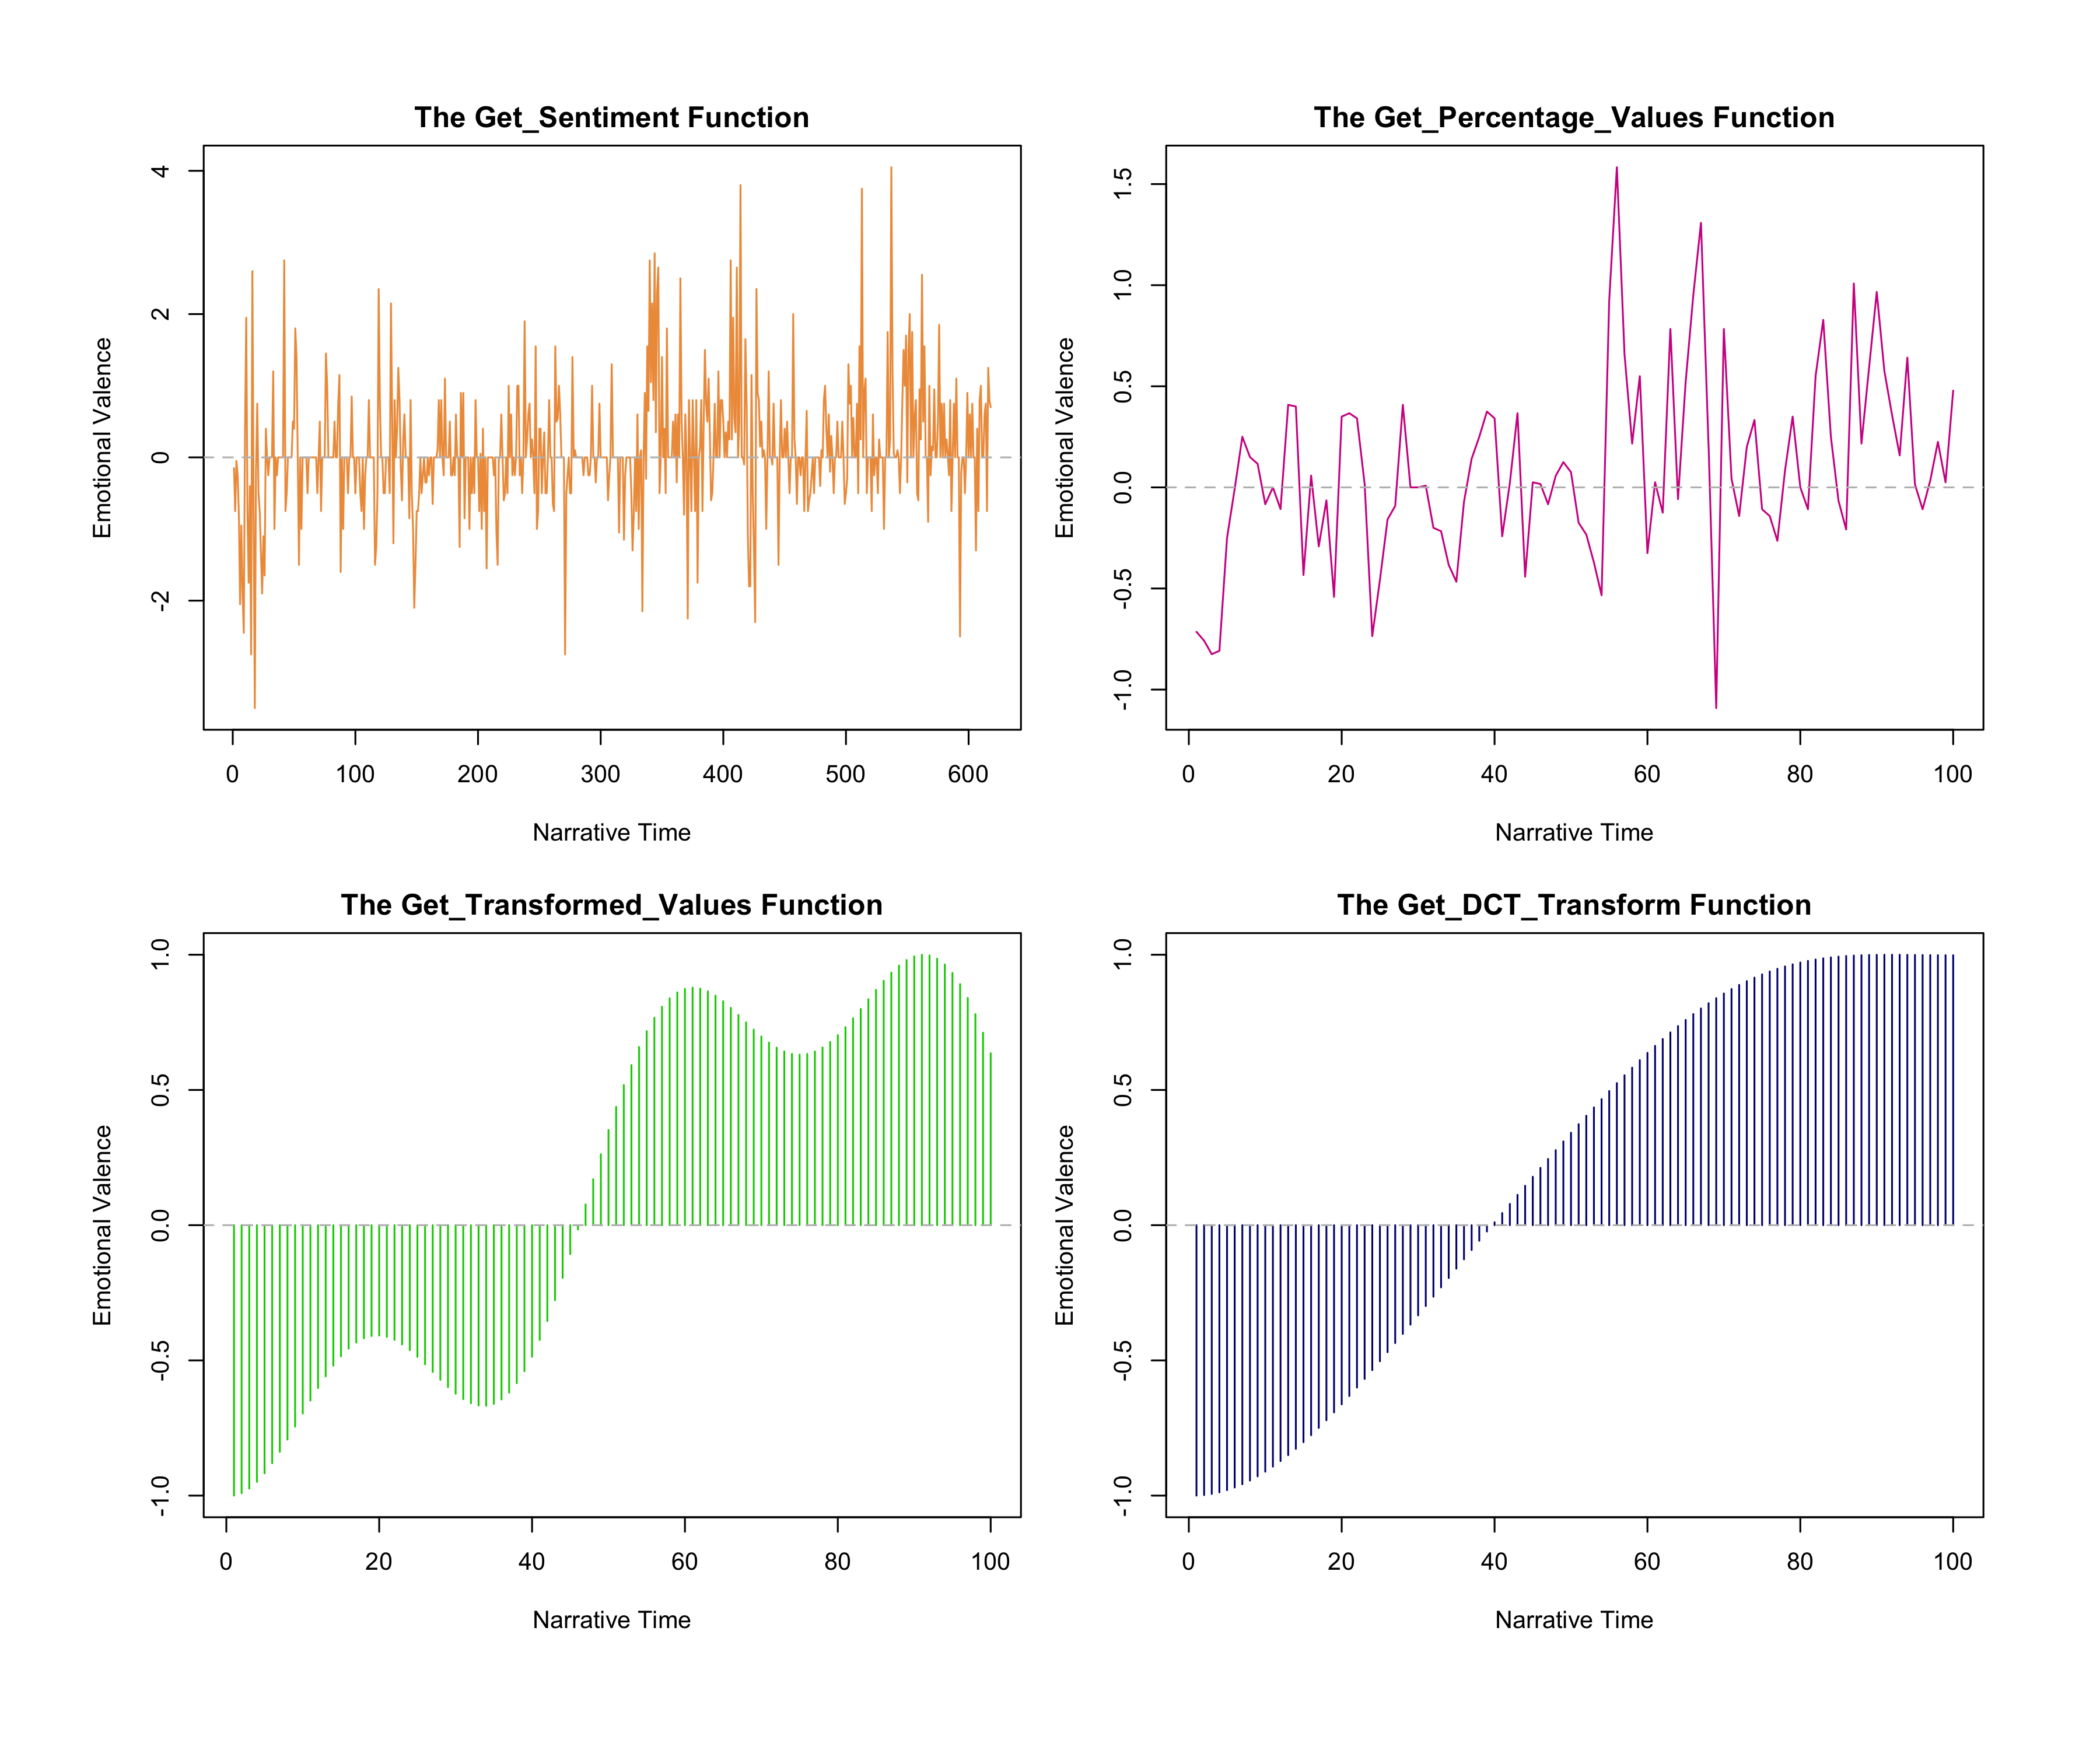 The Get_Sentiment Function
Emotional Valence
4
2
0
-2
0 100 200 300 400 500 600
Narrative Time
The Get_Percentage_Values Function
Emotional Valence
1.5
1.0
0.5
0.0
-0.5
-1.0
0 20 40 60 80 100
Narrative Time
The Get_Transformed_Values Function
Emotional Valence
1.0
0.5
0.0
-0.5
-1.0
0 20 40 60 80 100
Narrative Time
The Get_DCT_Transform Function
Emotional Valence
1.0
0.5
0.0
-0.5
-1.0
0 20 40 60 80 100
Narrative Time